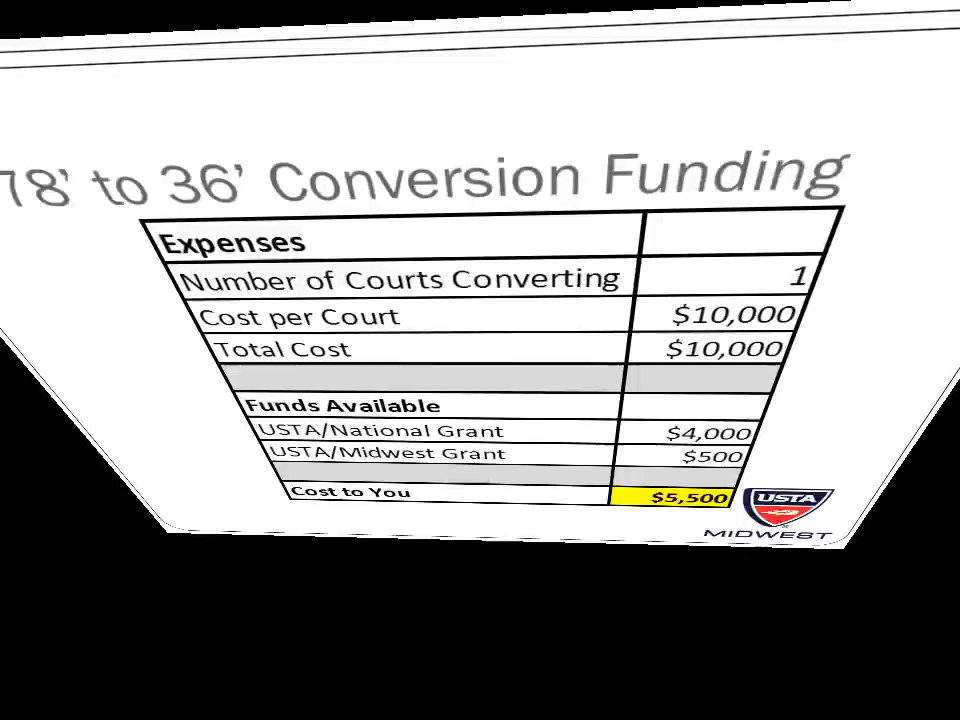 78' to 36' Conversion Funding
Expenses
Number of Courts Converting 1
Cost per Court $10,000
Total Cost $10,000
Funds Available
USTA/National Grant $4,000
USTA/Midwest Grant $500
Cost to You $5,500
USTA
MIDWEST